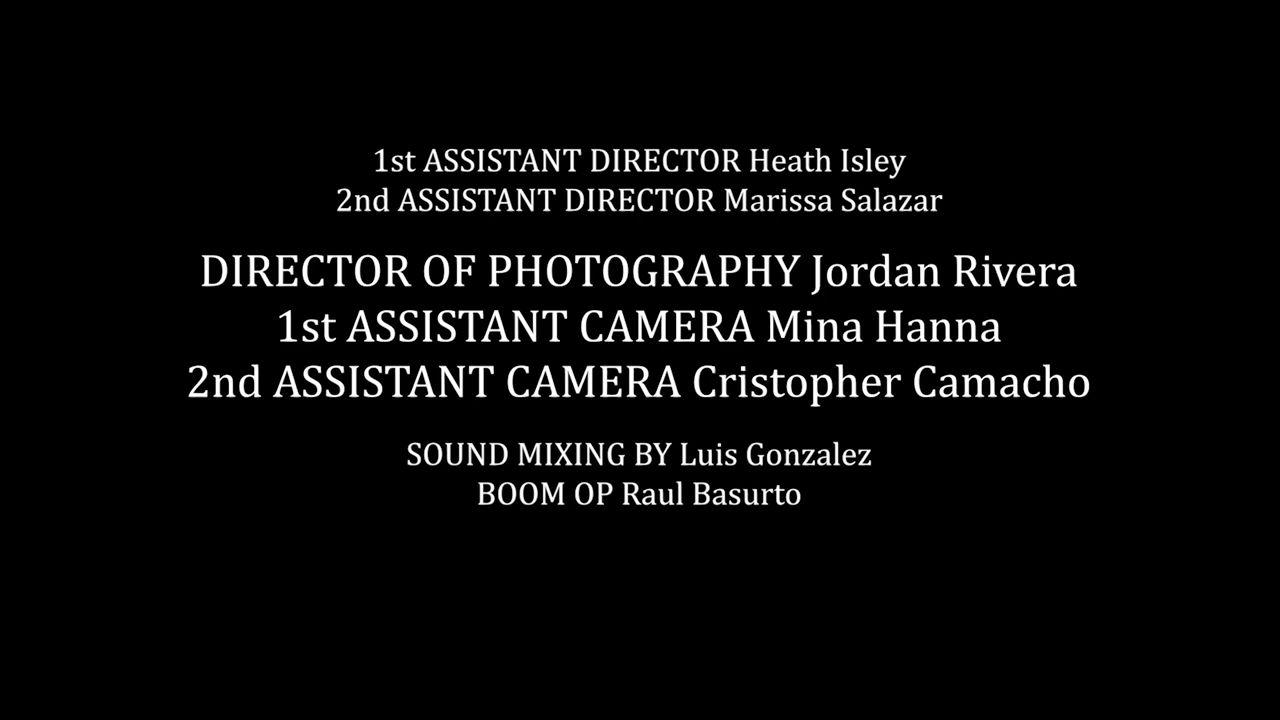 1st ASSISTANT DIRECTOR Heath Isley
2nd ASSISTANT DIRECTOR Marissa Salazar
DIRECTOR OF PHOTOGRAPHY Jordan Rivera
1st ASSISTANT CAMERA Mina Hanna
2nd ASSISTANT CAMERA Cristopher Camacho
SOUND MIXING BY Luis Gonzalez
BOOM OP Raul Basurto